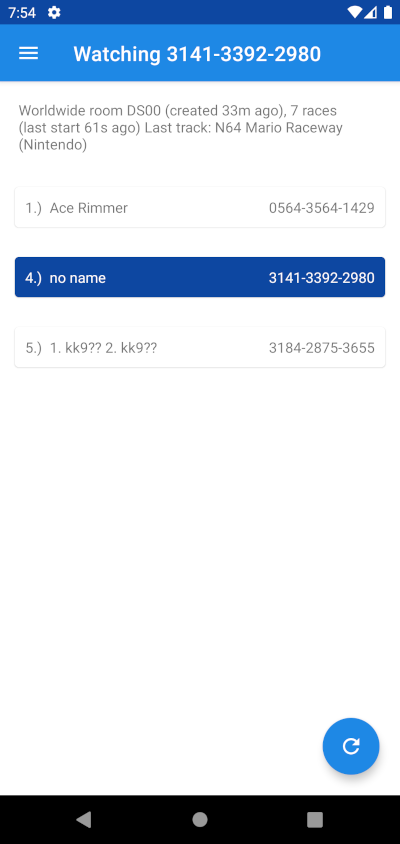 7:54
Watching 3141-3392-2980
Worldwide room DS00 (created 33m ago), 7 races
(last start 61s ago) Last track: N64 Mario Raceway
(Nintendo)
1.) Ace Rimmer 0564-3564-1429
4.) no name 3141-3392-2980
5.) 1. kk9?? 2. kk9?? 3184-2875-3655